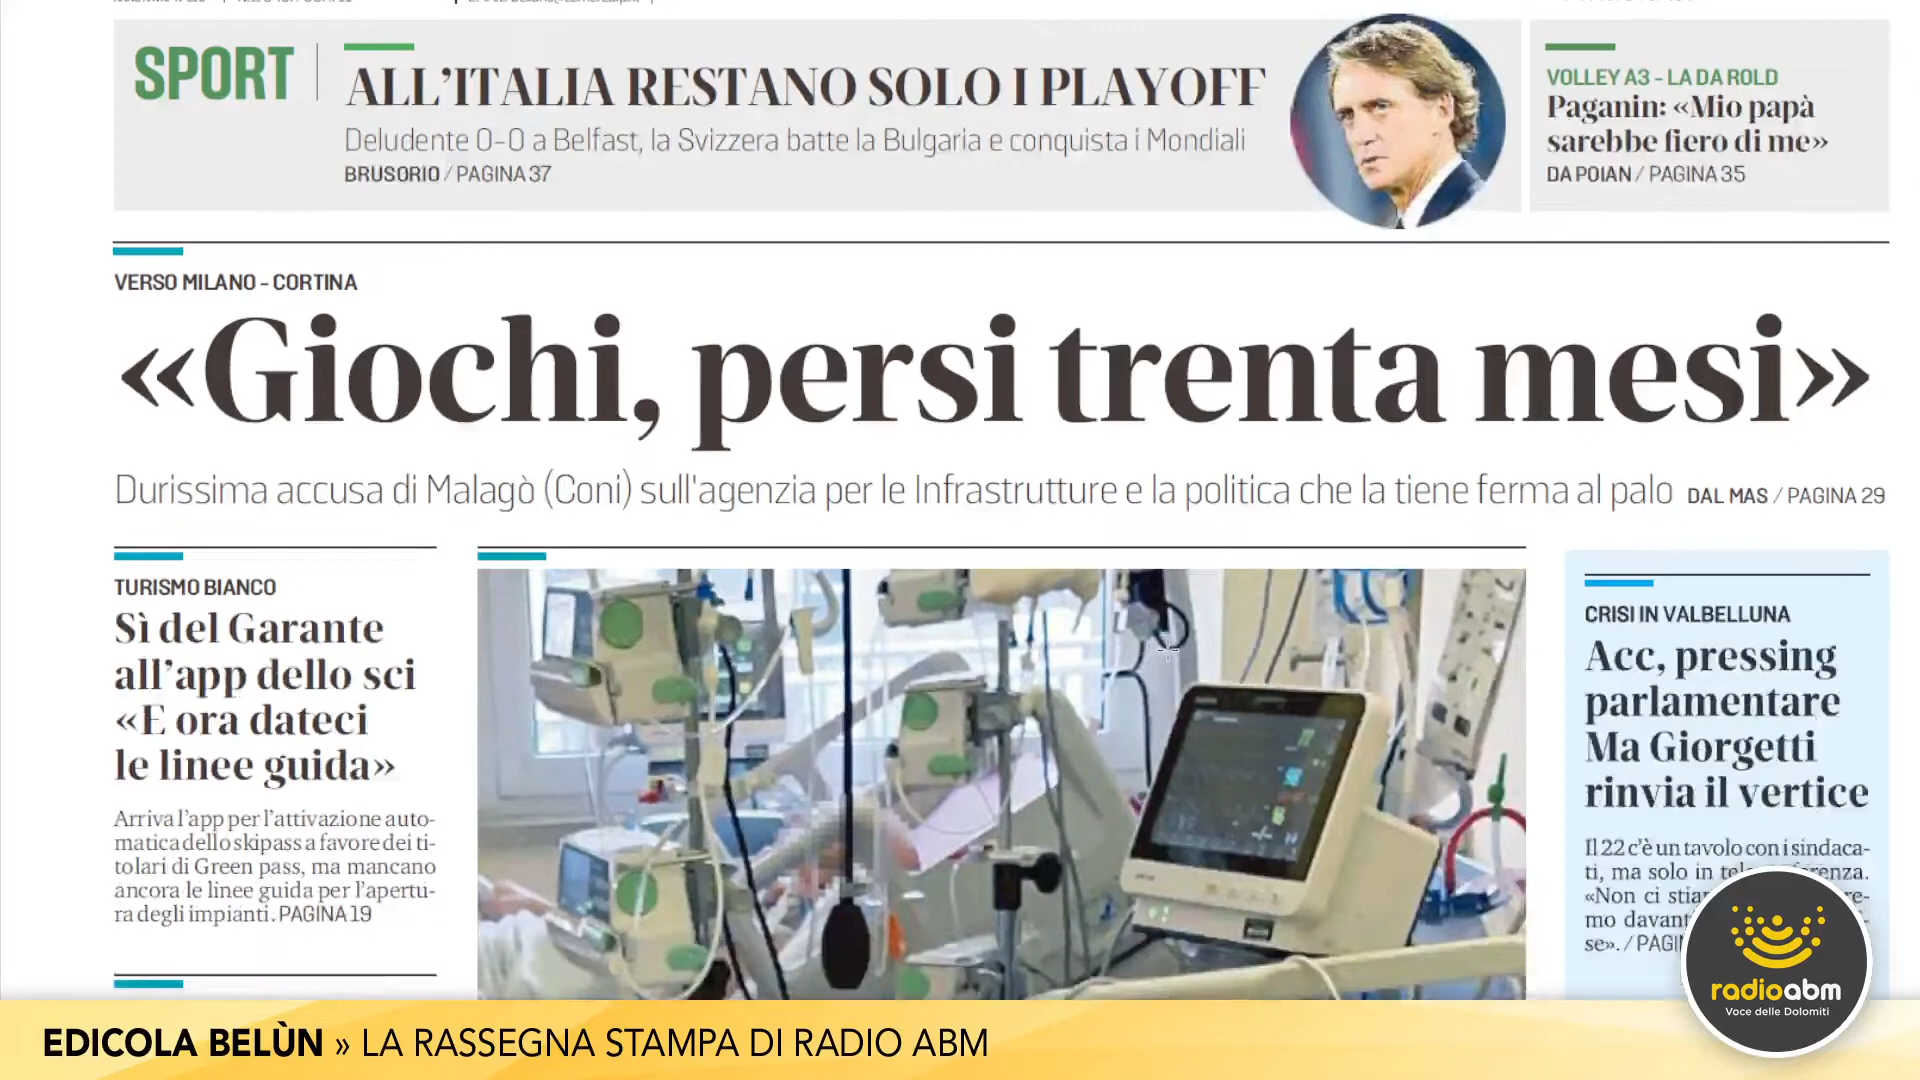 SPORT
ALL'ITALIA RESTANO SOLO I PLAYOFF
Deludente 0-0 a Belfast, la Svizzera batte la Bulgaria e conquista i Mondiali
BRUSORIO / PAGINA 37
VOLLEY A3 - LA DA ROLD
Paganin: «Mio papà
sarebbe fiero di me»
DA POIAN / PAGINA 35
VERSO MILANO - CORTINA
«Giochi, persi trenta mesi»
Durissima accusa di Malagò (Coni) sull'agenzia per le Infrastrutture e la politica che la tiene ferma al palo DAL MAS / PAGINA 29
TURISMO BIANCO
Sì del Garante
all'app dello sci
«E ora dateci
le linee guida»
Arriva l'app per l'attivazione auto-
matica dello skipass a favore dei ti-
tolari di Green pass, ma mancano
ancora le linee guida per l'apertu-
ra degli impianti. PAGINA 19
CRISI IN VALBELLUNA
Acc, pressing
parlamentare
Ma Giorgetti
rinvia il vertice
Il 22 c'è un tavolo con i sindaca-
ti, ma solo in
«Non ci
mo
se». /
radioabm
Voce delle Dolomiti
EDICOLA BELÙN » LA RASSEGNA STAMPA DI RADIO ABM